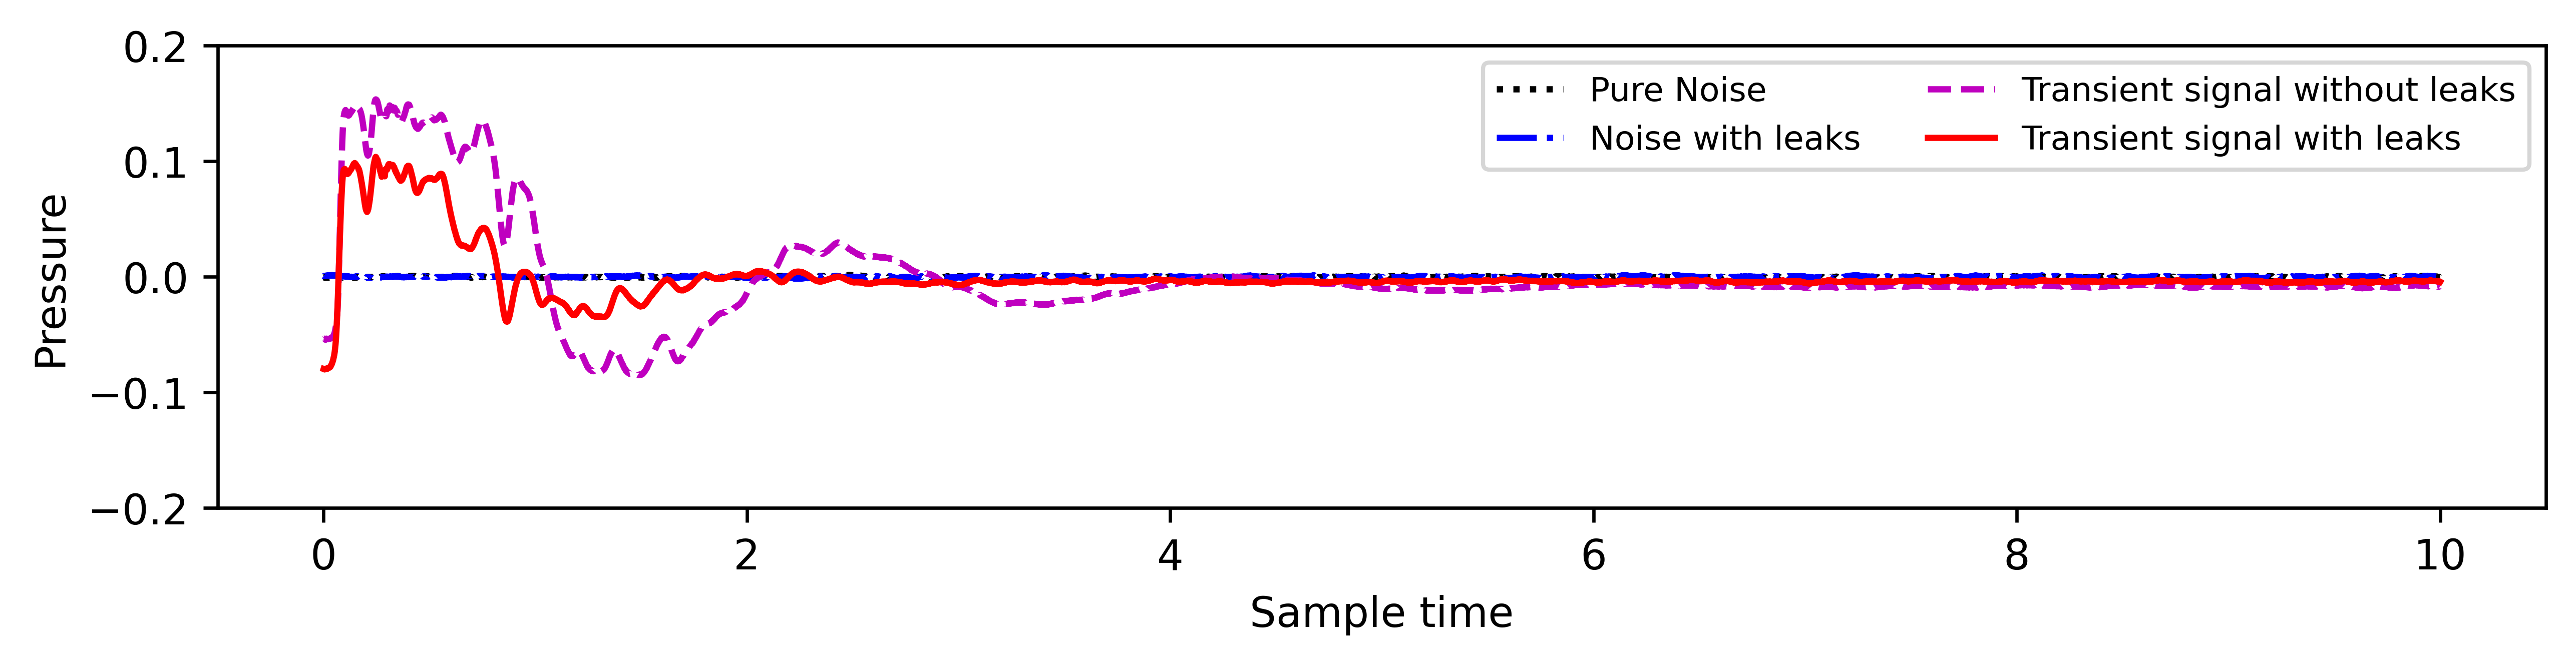 0.2
0.1
0.0
−0.1
−0.2
Pressure
Pure Noise
Noise with leaks
Transient signal without leaks
Transient signal with leaks
0 2 4 6 8 10
Sample time